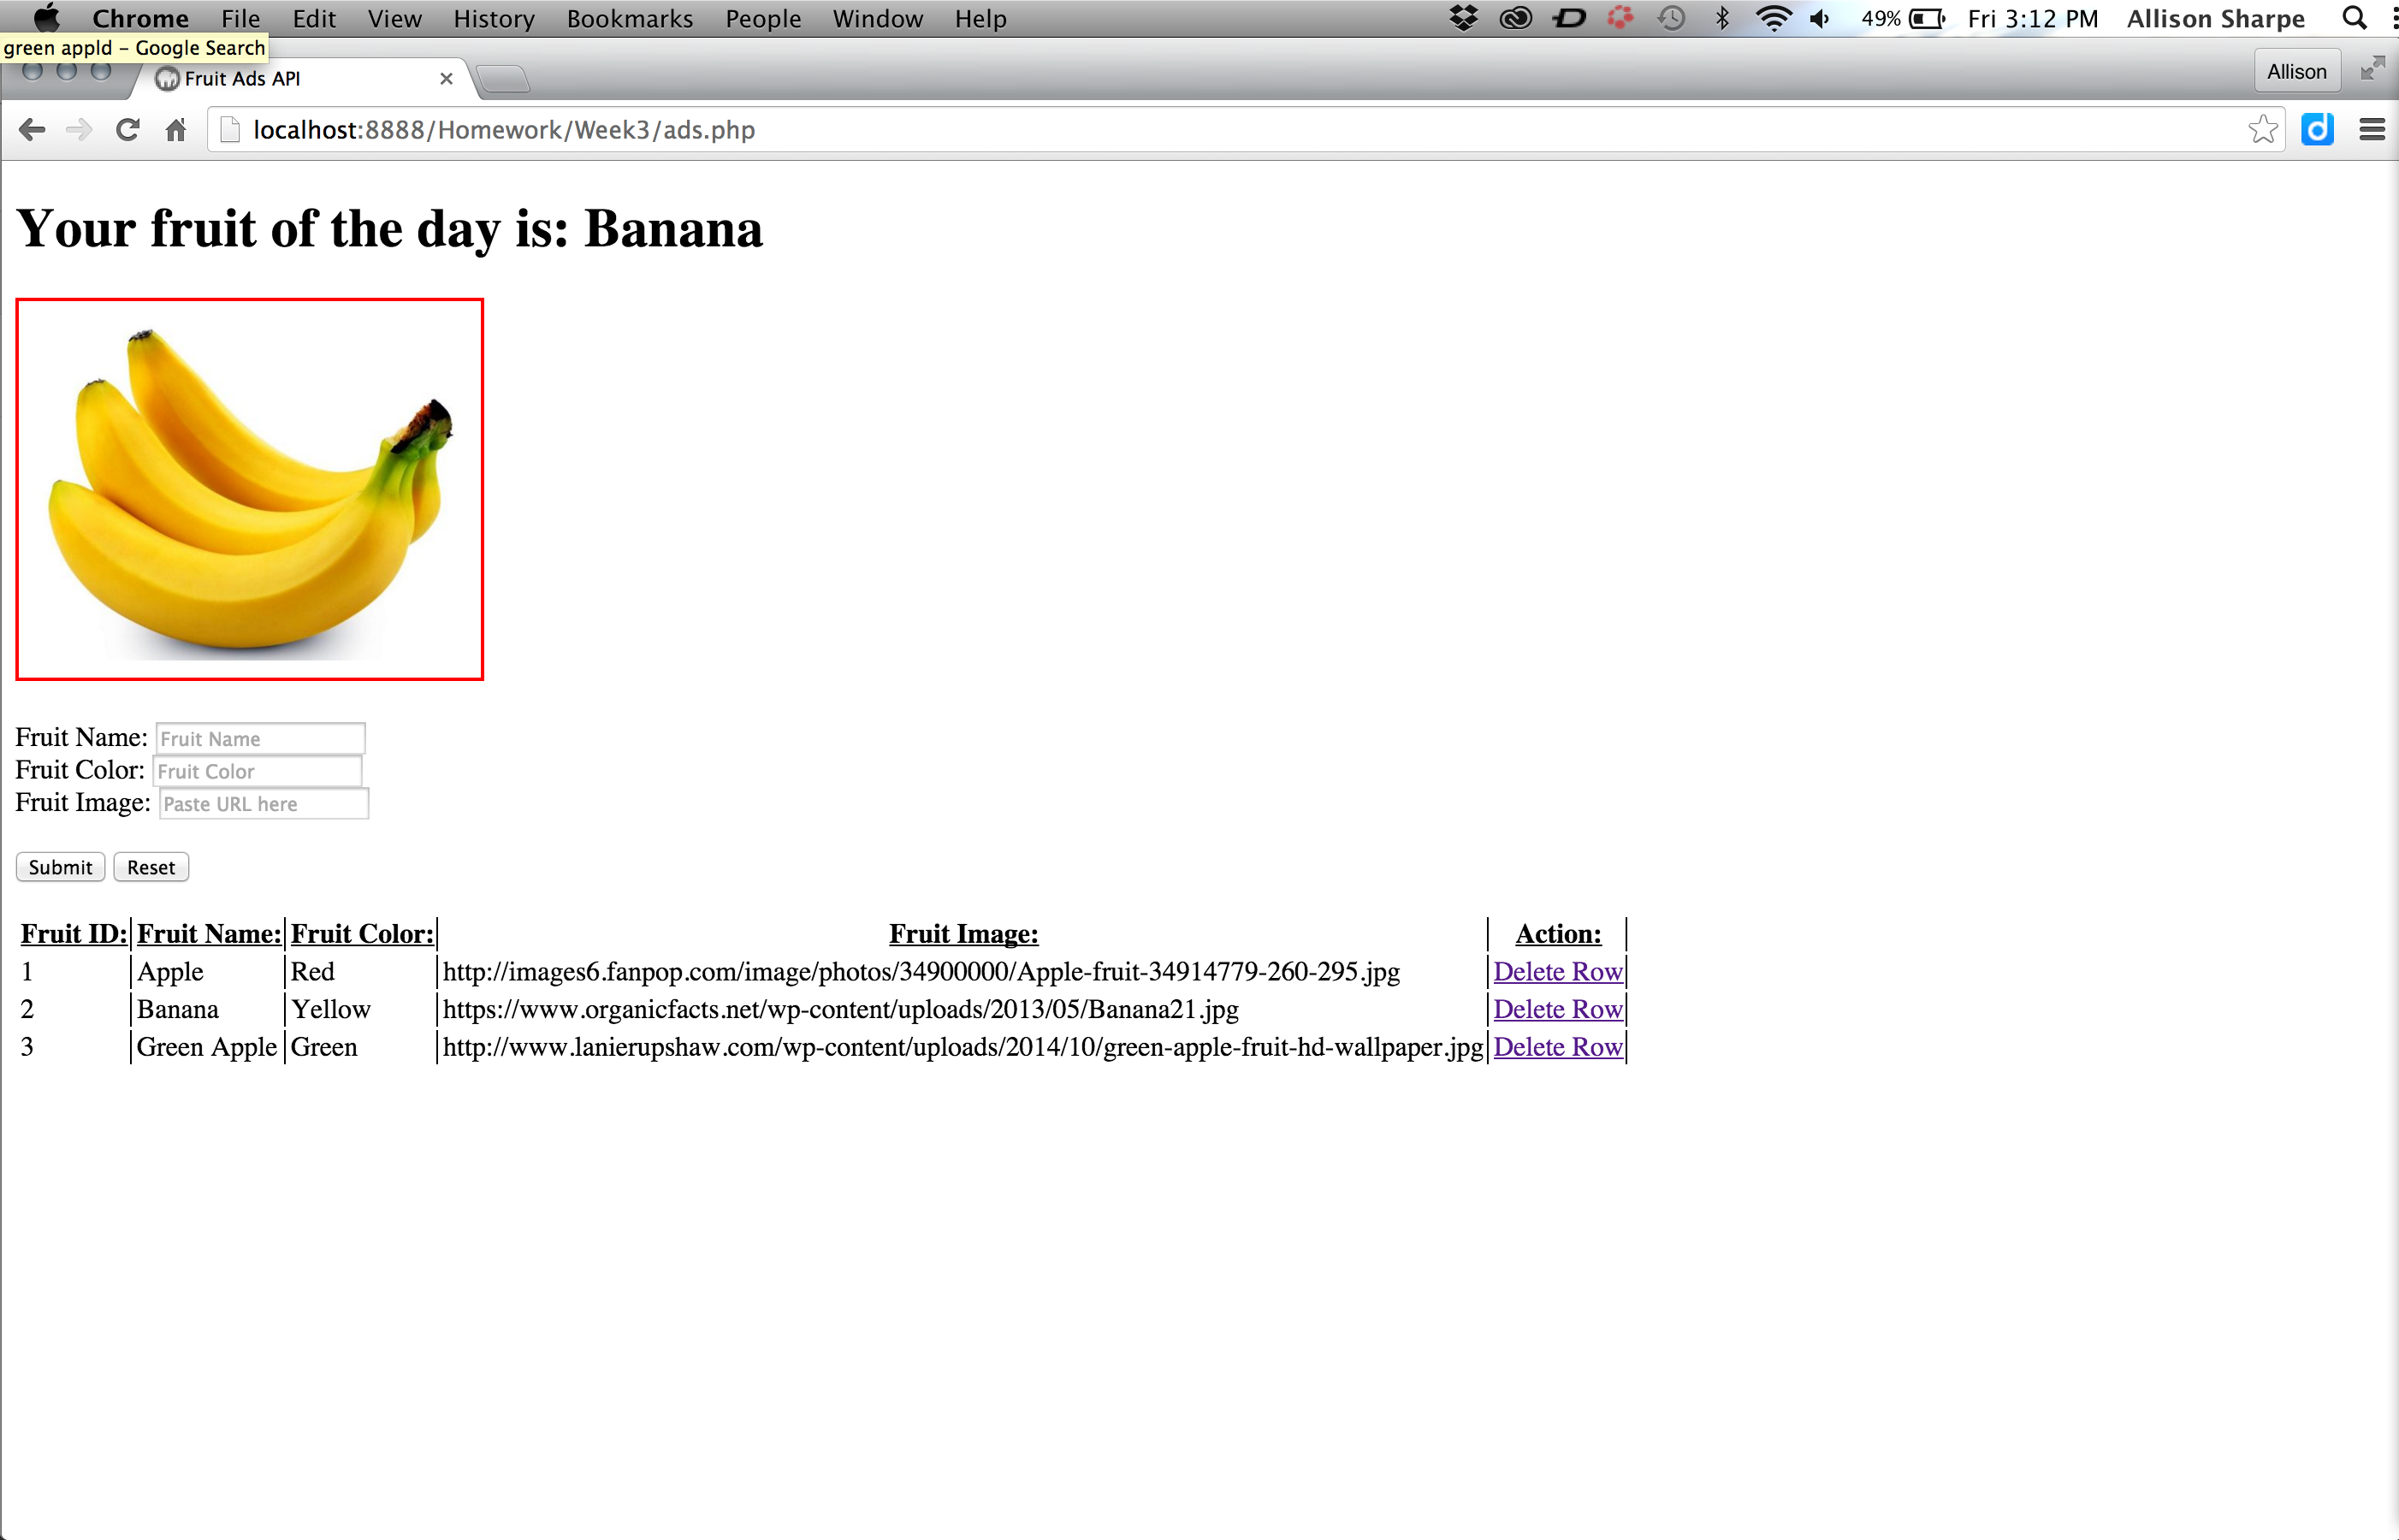 Chrome File Edit View History Bookmarks People Window Help 49% Fri 3:12 PM Allison Sharpe
green appld – Google Search
Fruit Ads API Allison
localhost:8888/Homework/Week3/ads.php
Your fruit of the day is: Banana
Fruit Name: Fruit Name
Fruit Color: Fruit Color
Fruit Image: Paste URL here
Submit Reset
Fruit ID: Fruit Name: Fruit Color: Fruit Image: Action:
1 Apple Red http://images6.fanpop.com/image/photos/34900000/Apple-fruit-34914779-260-295.jpg Delete Row
2 Banana Yellow https://www.organicfacts.net/wp-content/uploads/2013/05/Banana21.jpg Delete Row
3 Green Apple Green http://www.lanierupshaw.com/wp-content/uploads/2014/10/green-apple-fruit-hd-wallpaper.jpg Delete Row